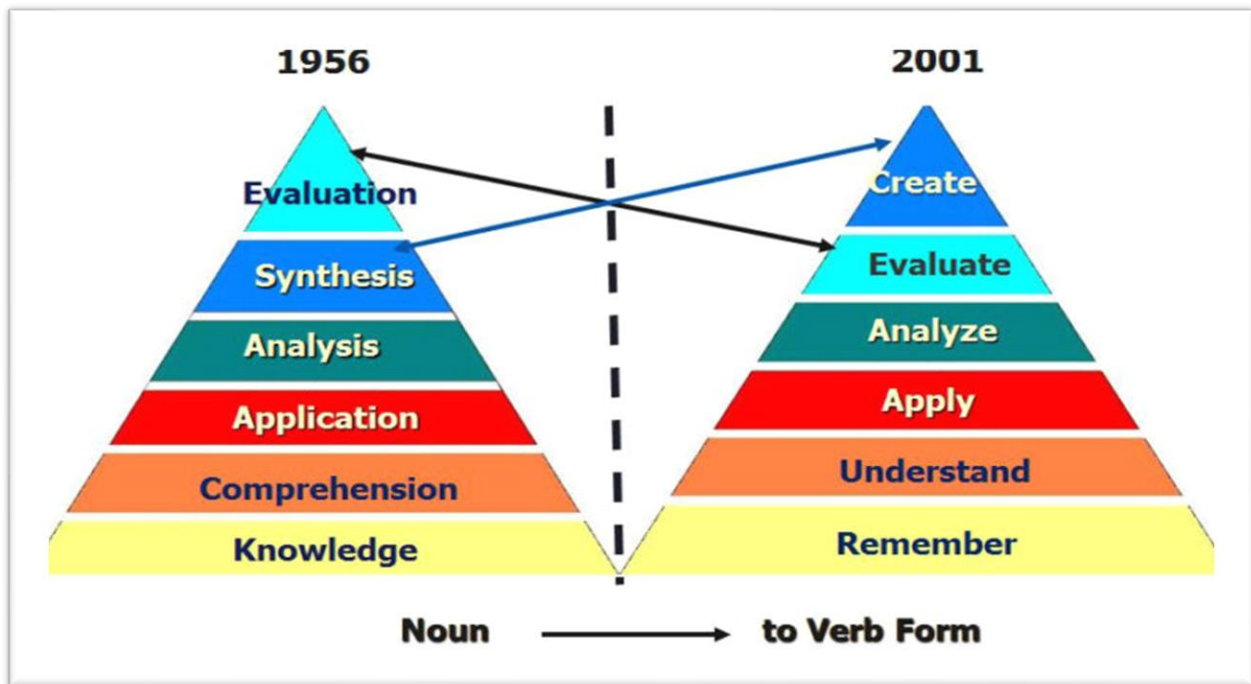 1956
Evaluation
Synthesis
Analysis
Application
Comprehension
Knowledge
2001
Create
Evaluate
Analyze
Apply
Understand
Remember
Noun to Verb Form